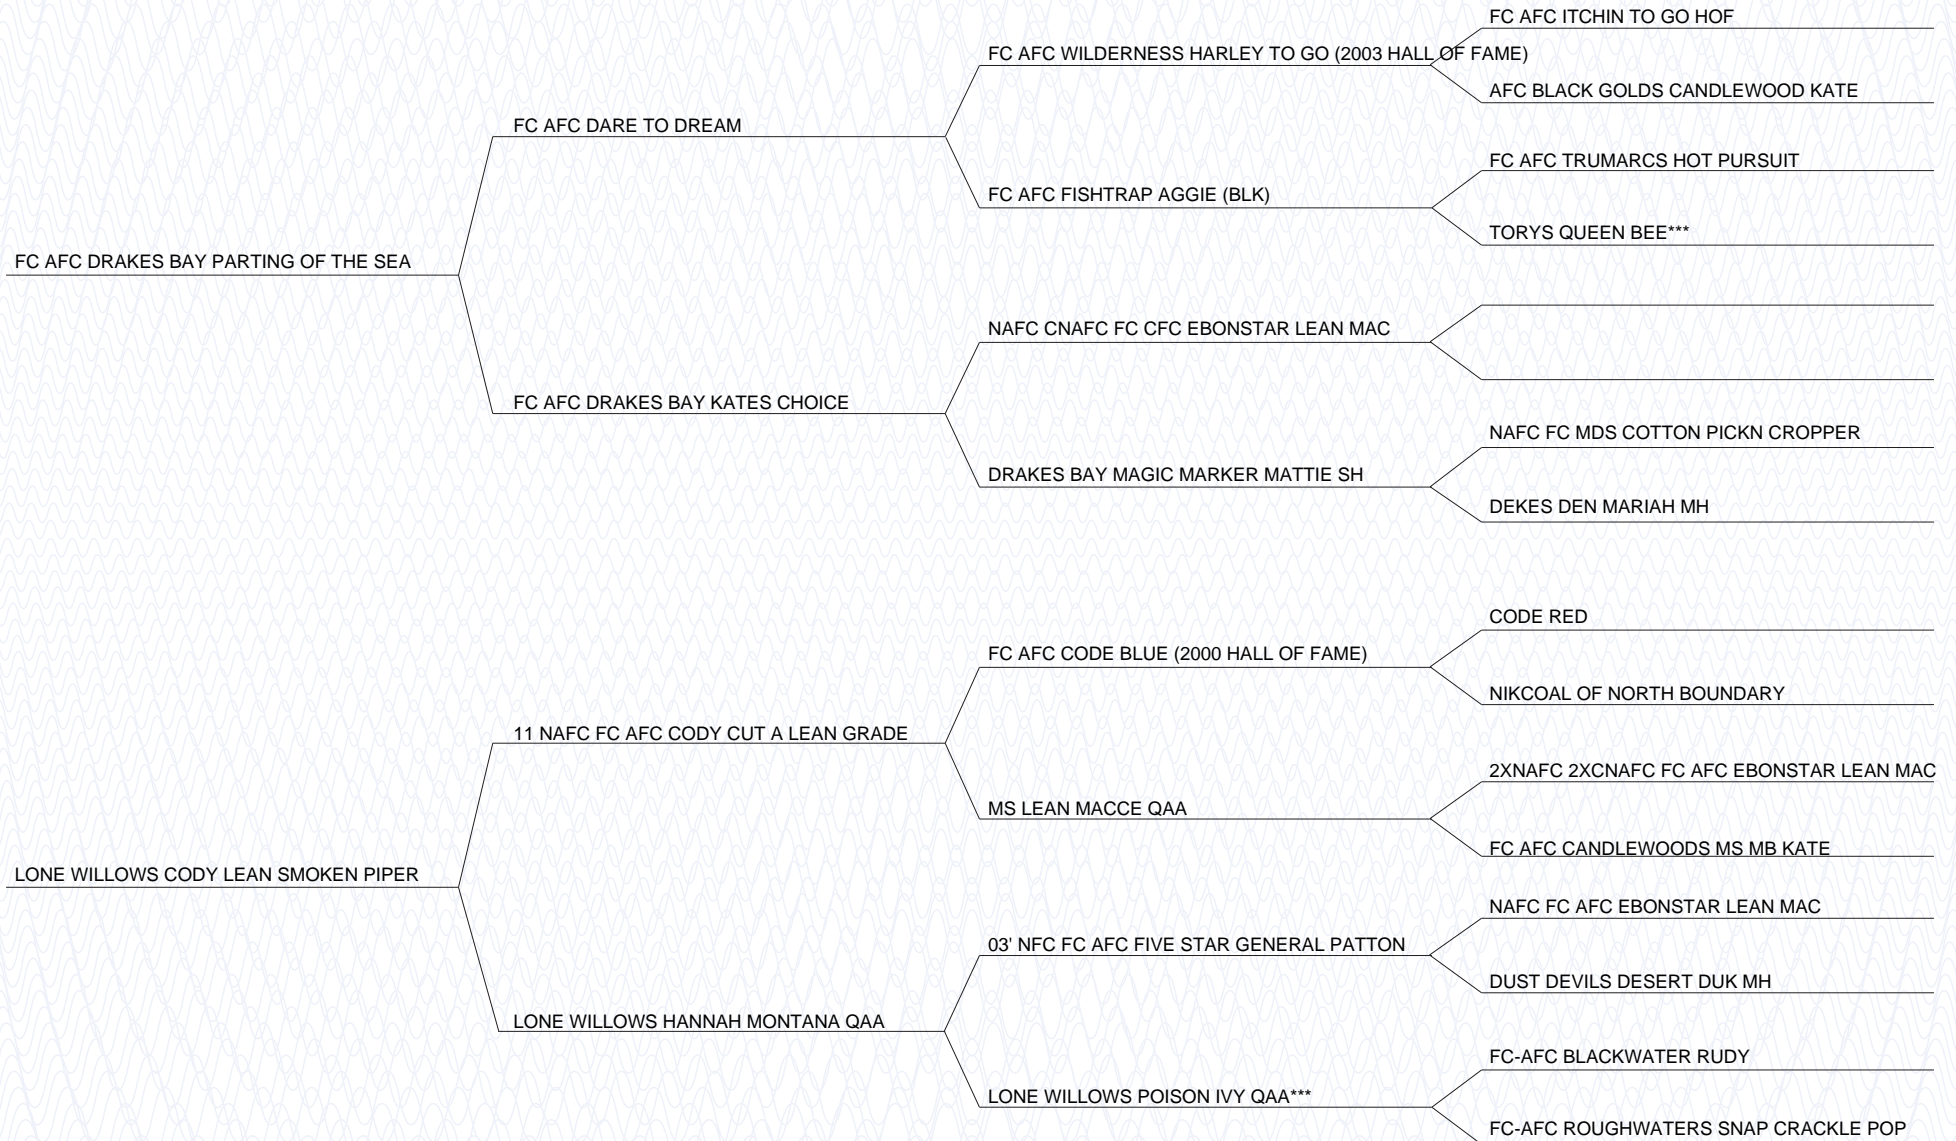 FC AFC ITCHIN TO GO HOF
FC AFC WILDERNESS HARLEY TO GO (2003 HALL OF FAME)
AFC BLACK GOLDS CANDLEWOOD KATE
FC AFC DARE TO DREAM
FC AFC TRUMARCS HOT PURSUIT
FC AFC FISHTRAP AGGIE (BLK)
TORYS QUEEN BEE***
FC AFC DRAKES BAY PARTING OF THE SEA
NAFC CNAFC FC CFC EBONSTAR LEAN MAC
FC AFC DRAKES BAY KATES CHOICE
NAFC FC MDS COTTON PICKN CROPPER
DRAKES BAY MAGIC MARKER MATTIE SH
DEKES DEN MARIAH MH
CODE RED
FC AFC CODE BLUE (2000 HALL OF FAME)
NIKCOAL OF NORTH BOUNDARY
11 NAFC FC AFC CODY CUT A LEAN GRADE
2XNAFC 2XCNAFC FC AFC EBONSTAR LEAN MAC
MS LEAN MACCE QAA
FC AFC CANDLEWOODS MS MB KATE
LONE WILLOWS CODY LEAN SMOKEN PIPER
NAFC FC AFC EBONSTAR LEAN MAC
03' NFC FC AFC FIVE STAR GENERAL PATTON
DUST DEVILS DESERT DUK MH
LONE WILLOWS HANNAH MONTANA QAA
FC-AFC BLACKWATER RUDY
LONE WILLOWS POISON IVY QAA***
FC-AFC ROUGHWATERS SNAP CRACKLE POP